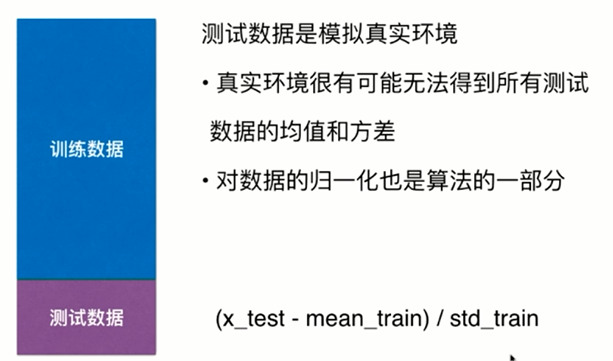 训练数据
测试数据
测试数据是模拟真实环境
• 真实环境很有可能无法得到所有测试
数据的均值和方差
• 对数据的归一化也是算法的一部分
(x_test - mean_train) / std_train